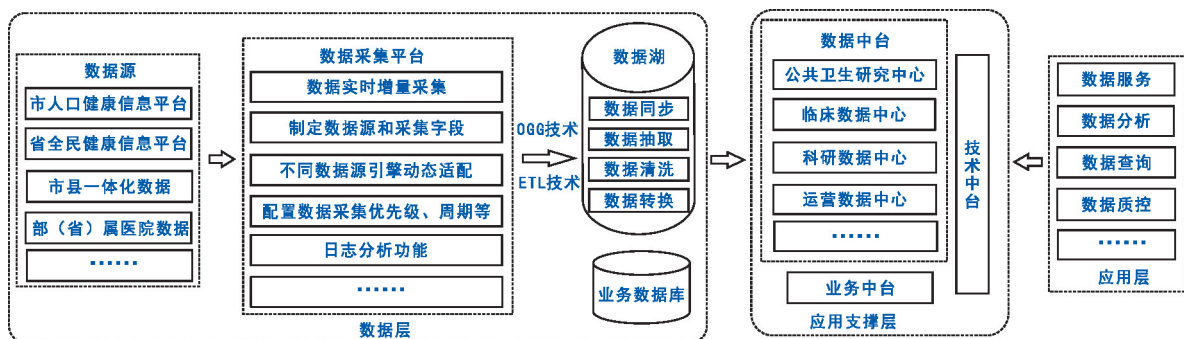 数据源
市人口健康信息平台
省全民健康信息平台
市县一体化数据
部（省）属医院数据
······
数据采集平台
数据实时增量采集
制定数据源和采集字段
不同数据源引擎动态适配
配置数据采集优先级、周期等
日志分析功能
······
OGG技术
ETL技术
数据湖
数据同步
数据抽取
数据清洗
数据转换
业务数据库
数据层
数据中台
公共卫生研究中心
临床数据中心
科研数据中心
运营数据中心
······
业务中台
技术中台
应用支撑层
数据服务
数据分析
数据查询
数据质控
······
应用层